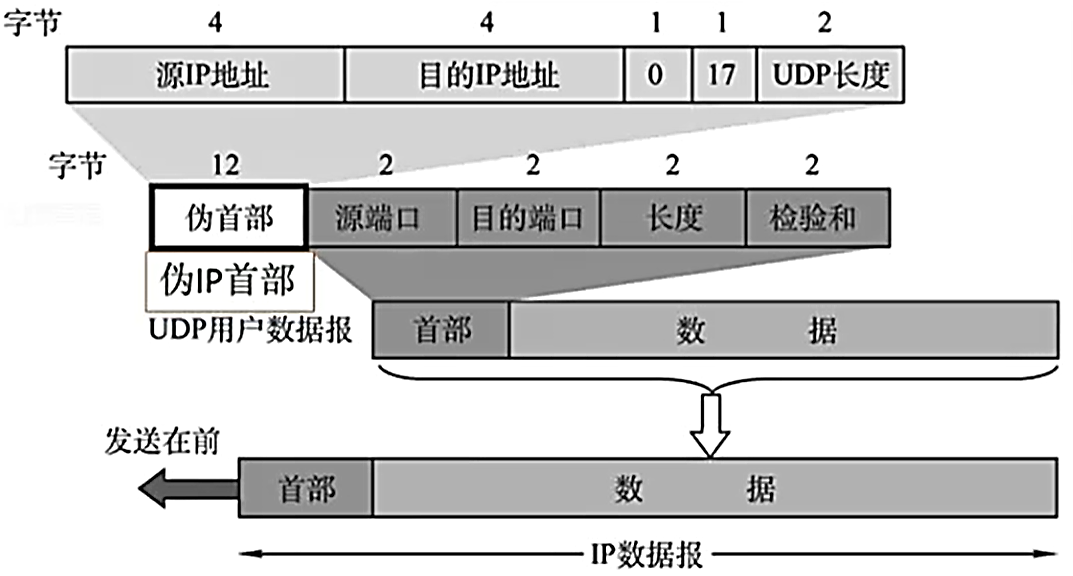 字节 4 4 1 1 2
源IP地址 目的IP地址 0 17 UDP长度
字节 12 2 2 2 2
伪首部 源端口 目的端口 长度 检验和
伪IP首部
UDP用户数据报 首部 数 据
发送在前
首部 数 据
IP数据报